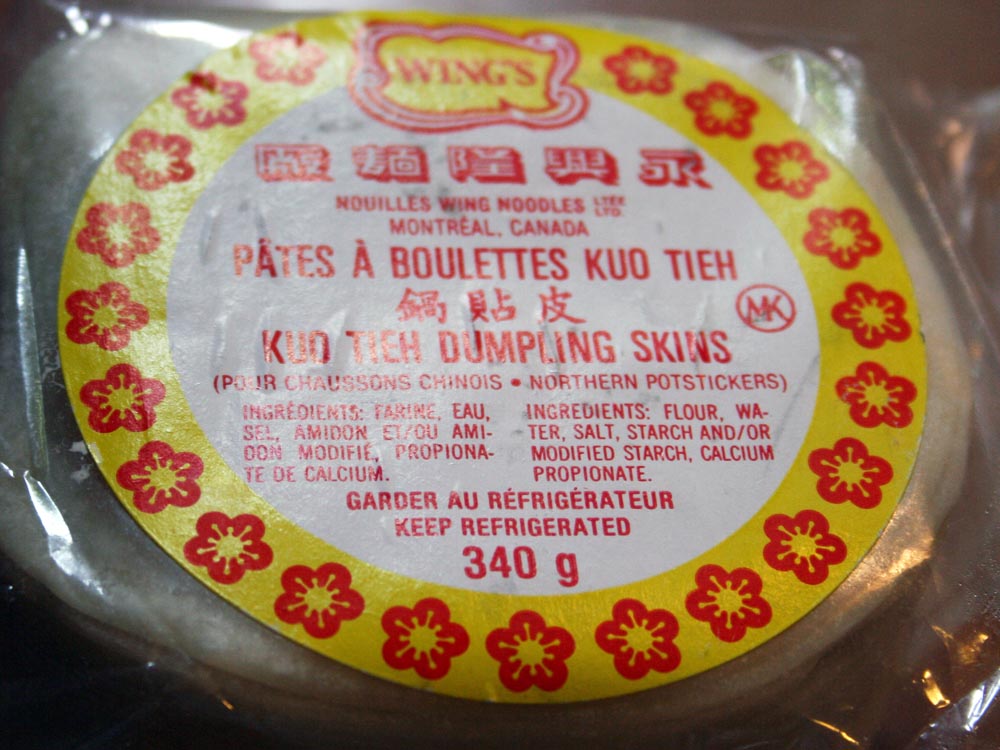 WING'S
永興隆麵廠
NOUILLES WING NOODLES LTÉE LTD.
MONTRÉAL, CANADA
PÂTES À BOULETTES KUO TIEH
鍋貼皮
MK
KUO TIEH DUMPLING SKINS
(POUR CHAUSSONS CHINOIS • NORTHERN POTSTICKERS)
INGRÉDIENTS: FARINE, EAU,
SEL, AMIDON ET/OU AMI-
DON MODIFIÉ, PROPIONA-
TE DE CALCIUM.
INGREDIENTS: FLOUR, WA-
TER, SALT, STARCH AND/OR
MODIFIED STARCH, CALCIUM
PROPIONATE.
GARDER AU RÉFRIGÉRATEUR
KEEP REFRIGERATED
340 g